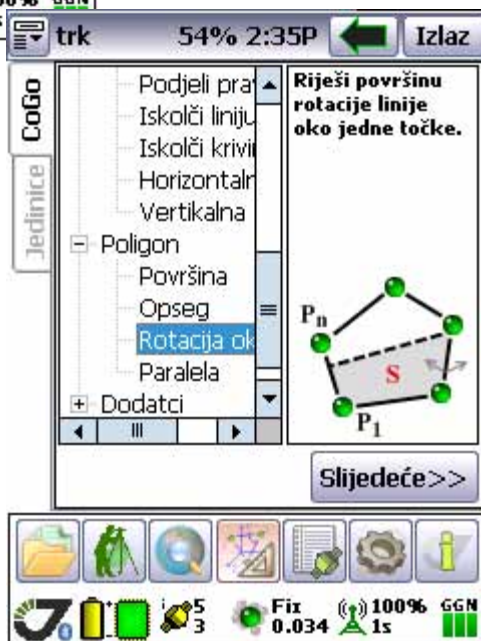 trk 54% 2:35P Izlaz
CoGo
Jedinice
Podjeli pra
Iskolči liniju
Iskolči krivi
Horizontaln
Vertikalna
Poligon
Površina
Opseg
Rotacija ok
Paralela
Dodatci
Riješi površinu
rotacije linije
oko jedne točke.
Pn
S
P1
Slijedeće>>
5
3
Fix
0.034
100%
1s
GGN